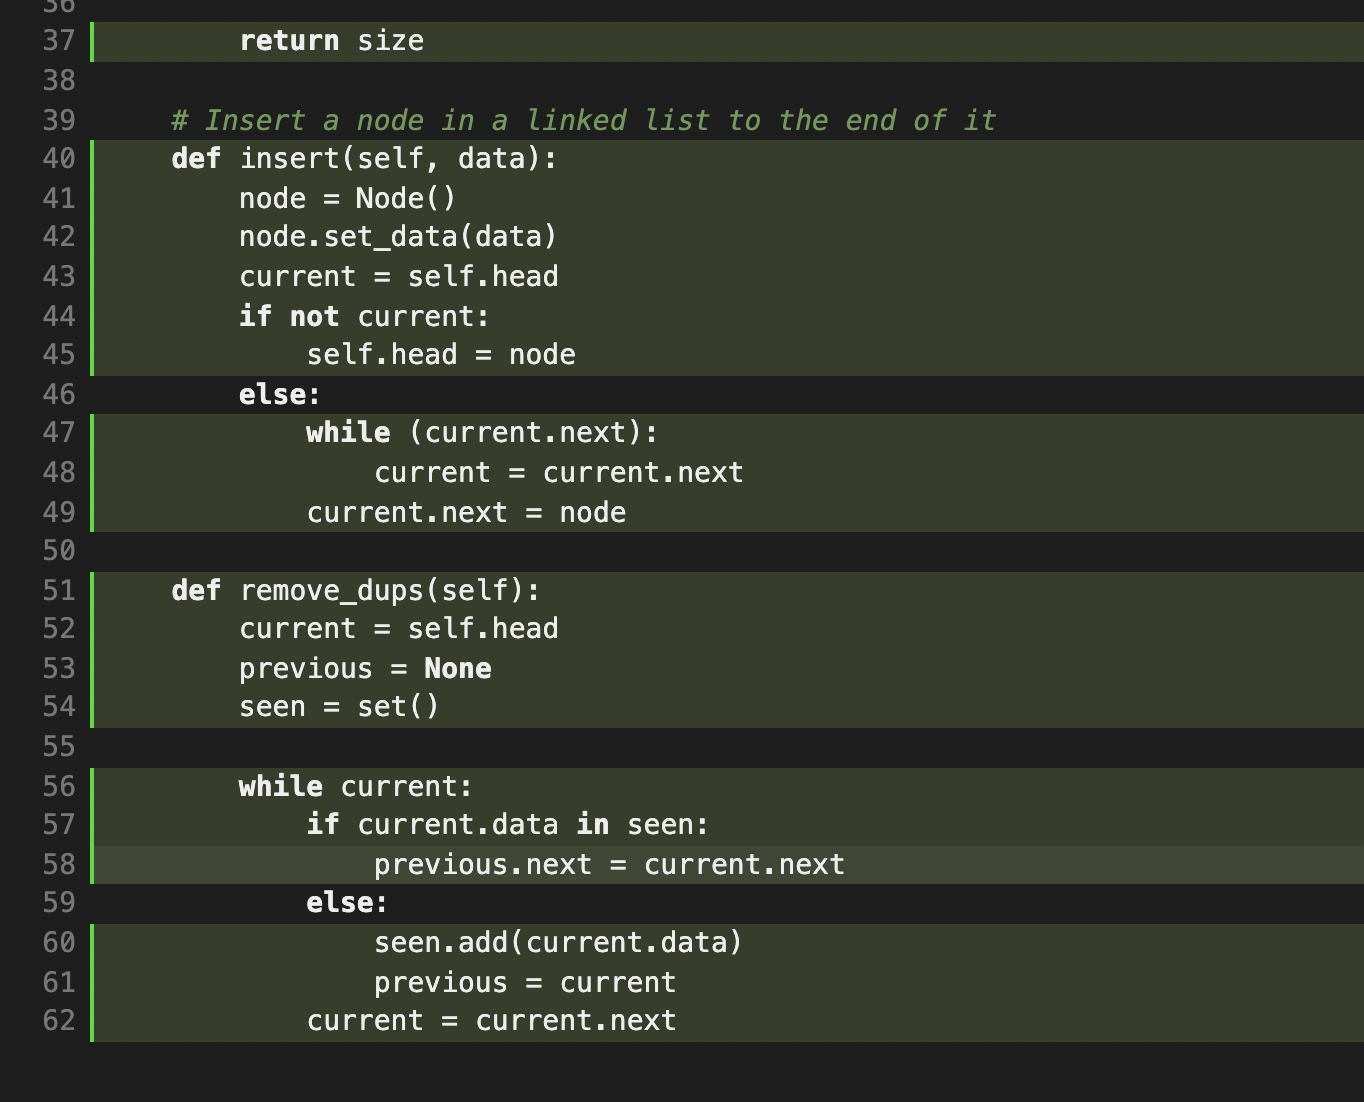 36
37         return size
38
39     # Insert a node in a linked list to the end of it
40     def insert(self, data):
41         node = Node()
42         node.set_data(data)
43         current = self.head
44         if not current:
45             self.head = node
46         else:
47             while (current.next):
48                 current = current.next
49             current.next = node
50
51     def remove_dups(self):
52         current = self.head
53         previous = None
54         seen = set()
55
56         while current:
57             if current.data in seen:
58                 previous.next = current.next
59             else:
60                 seen.add(current.data)
61                 previous = current
62             current = current.next